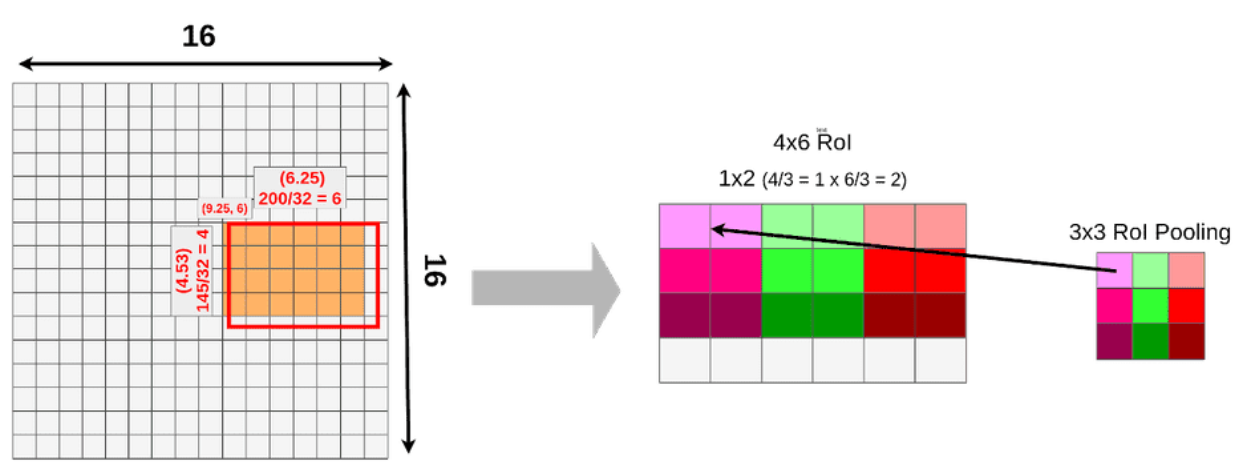 16
(6.25)
200/32 = 6
(9.25, 6)
(4.53)
145/32 = 4
16
4x6 RoI
1x2 (4/3 = 1 x 6/3 = 2)
3x3 RoI Pooling